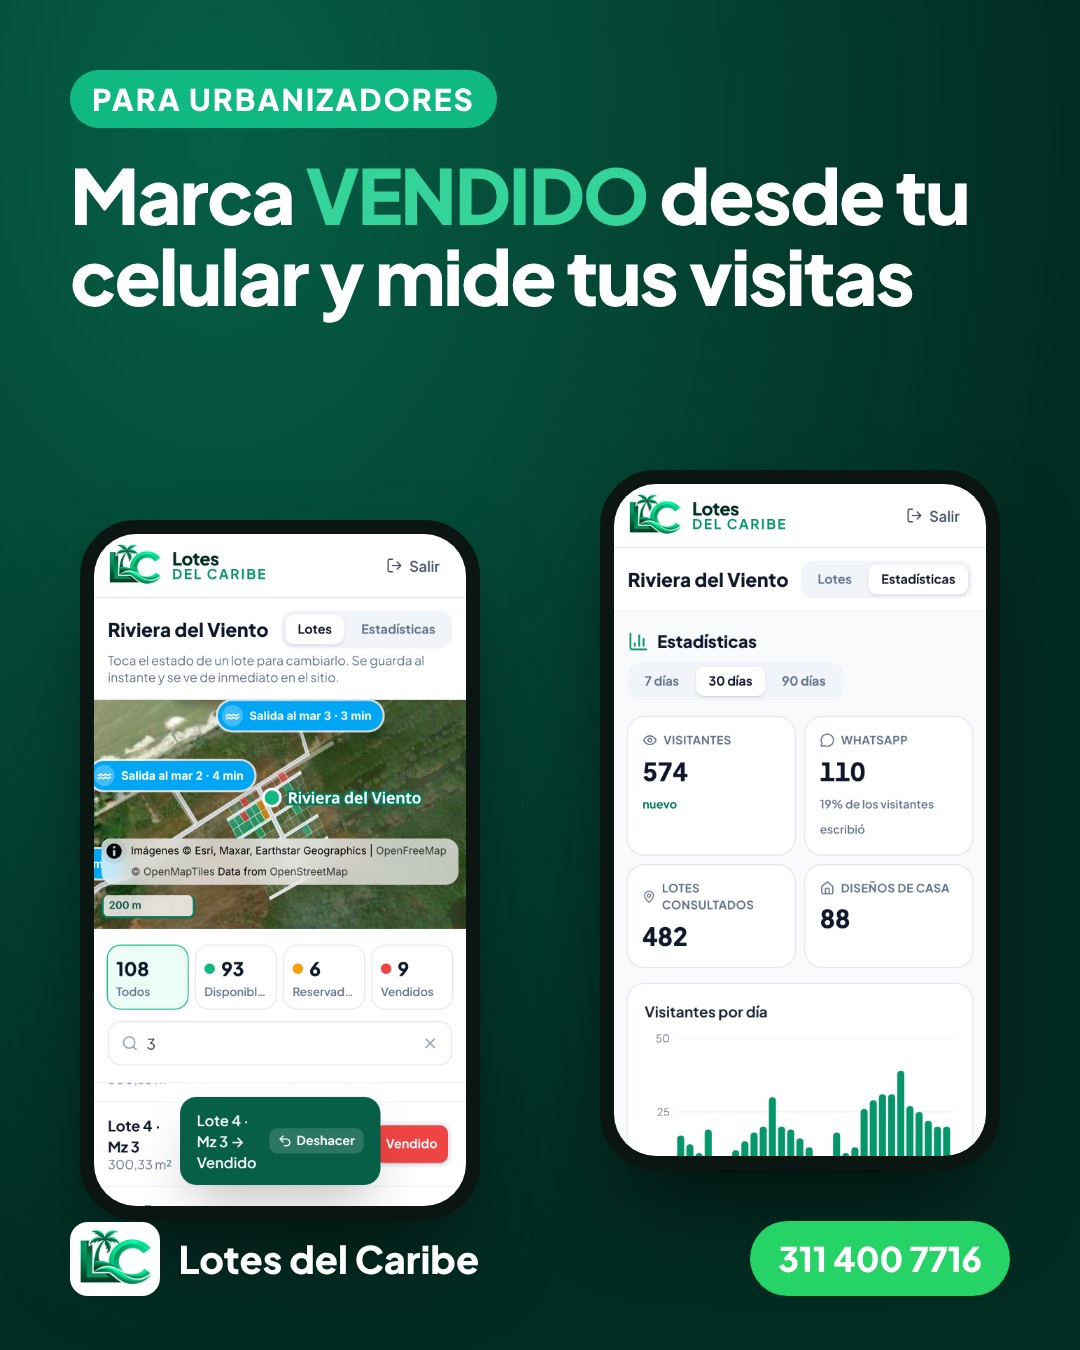 PARA URBANIZADORES
Marca VENDIDO desde tu
celular y mide tus visitas
LC Lotes
DEL CARIBE
Salir
Riviera del Viento
Lotes
Estadísticas
Toca el estado de un lote para cambiarlo. Se guarda al
instante y se ve de inmediato en el sitio.
Salida al mar 3 · 3 min
Salida al mar 2 · 4 min
Riviera del Viento
Imágenes © Esri, Maxar, Earthstar Geographics | OpenFreeMap
© OpenMapTiles Data from OpenStreetMap
200 m
108
Todos
93
Disponibl...
6
Reservad...
9
Vendidos
3
Lote 4 ·
Mz 3
300,33 m²
Lote 4 ·
Mz 3 →
Vendido
Deshacer
Vendido
LC Lotes
DEL CARIBE
Salir
Riviera del Viento
Lotes
Estadísticas
Estadísticas
7 días
30 días
90 días
VISITANTES
574
nuevo
WHATSAPP
110
19% de los visitantes
escribió
LOTES
CONSULTADOS
482
DISEÑOS DE CASA
88
Visitantes por día
50
25
LC Lotes del Caribe
311 400 7716